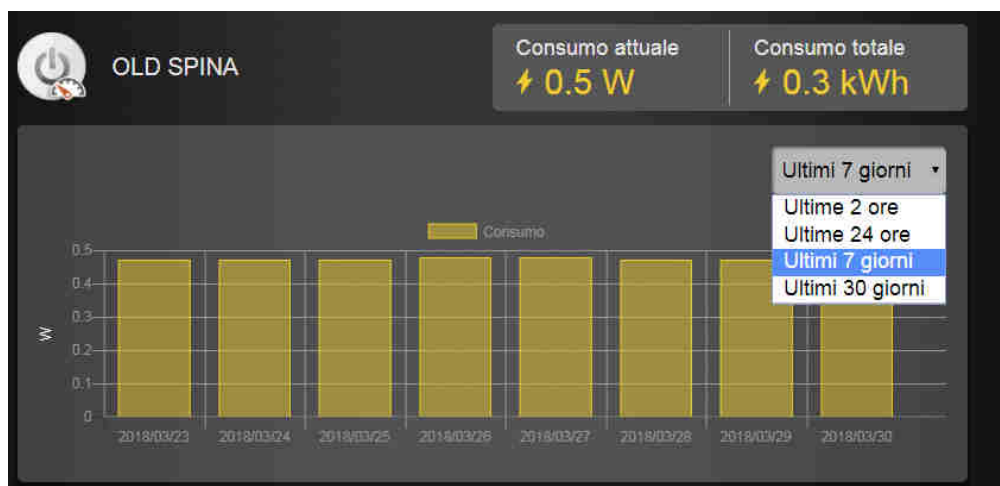 OLD SPINA
Consumo attuale
0.5 W
Consumo totale
0.3 kWh
Ultimi 7 giorni
Ultime 2 ore
Ultime 24 ore
Ultimi 7 giorni
Ultimi 30 giorni
Consumo
0.5
0.4
0.3
0.2
0.1
0
W
2018/03/23 2018/03/24 2018/03/25 2018/03/26 2018/03/27 2018/03/28 2018/03/29 2018/03/30